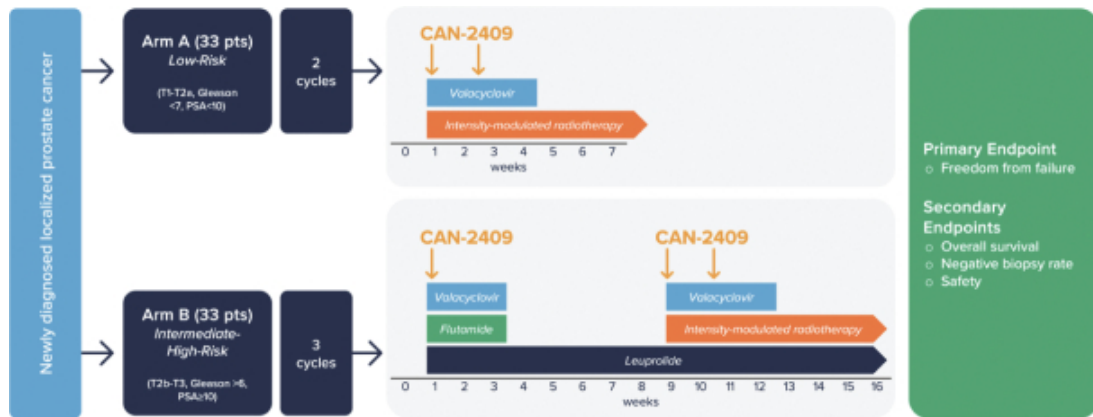 Newly diagnosed localized prostate cancer
Arm A (33 pts)
Low-Risk
(T1-T2a, Gleason
<7, PSA<10)
2
cycles
CAN-2409
Valacyclovir
Intensity-modulated radiotherapy
0 1 2 3 4 5 6 7
weeks
Arm B (33 pts)
Intermediate-
High-Risk
(T2b-T3, Gleason >6,
PSA≥10)
3
cycles
CAN-2409 CAN-2409
Valacyclovir Valacyclovir
Flutamide Intensity-modulated radiotherapy
Leuprolide
0 1 2 3 4 5 6 7 8 9 10 11 12 13 14 15 16
weeks
Primary Endpoint
○ Freedom from failure
Secondary
Endpoints
○ Overall survival
○ Negative biopsy rate
○ Safety